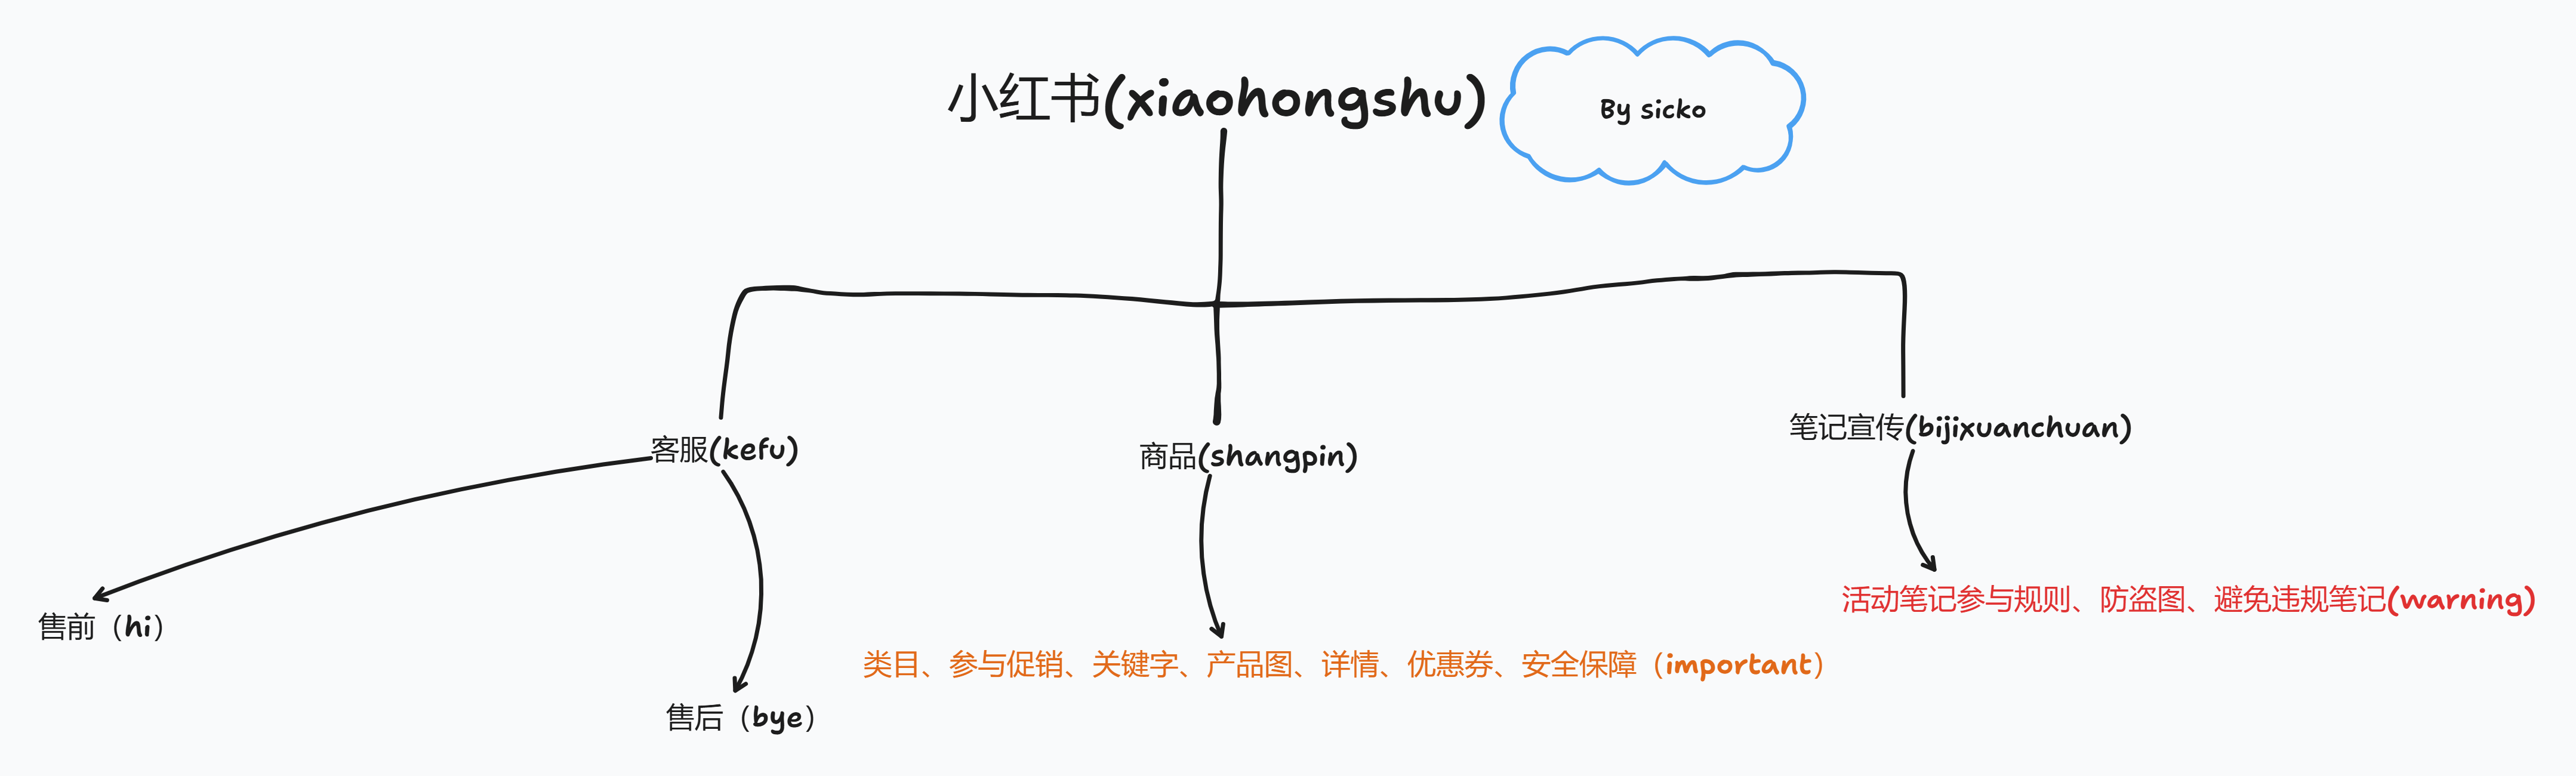 小红书(xiaohongshu)
By sicko
客服(kefu)
商品(shangpin)
笔记宣传(bijixuanchuan)
售前（hi）
售后（bye）
类目、参与促销、关键字、产品图、详情、优惠券、安全保障（important）
活动笔记参与规则、防盗图、避免违规笔记(warning)